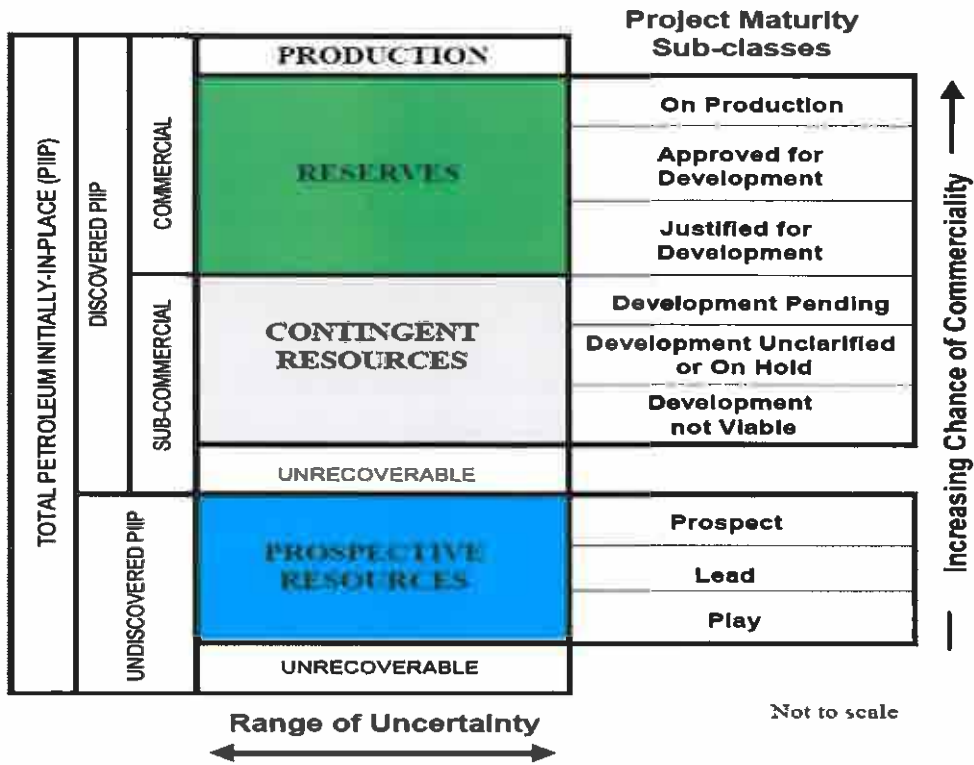 Project Maturity
Sub-classes
PRODUCTION
On Production
RESERVES
Approved for
Development
Justified for
Development
CONTINGENT
RESOURCES
Development Pending
Development Unclarified
or On Hold
Development
not Viable
UNRECOVERABLE
PROSPECTIVE
RESOURCES
Prospect
Lead
Play
UNRECOVERABLE
TOTAL PETROLEUM INITIALLY-IN-PLACE (PIIP)
DISCOVERED PIIP
UNDISCOVERED PIIP
COMMERCIAL
SUB-COMMERCIAL
Increasing Chance of Commerciality
Range of Uncertainty
Not to scale